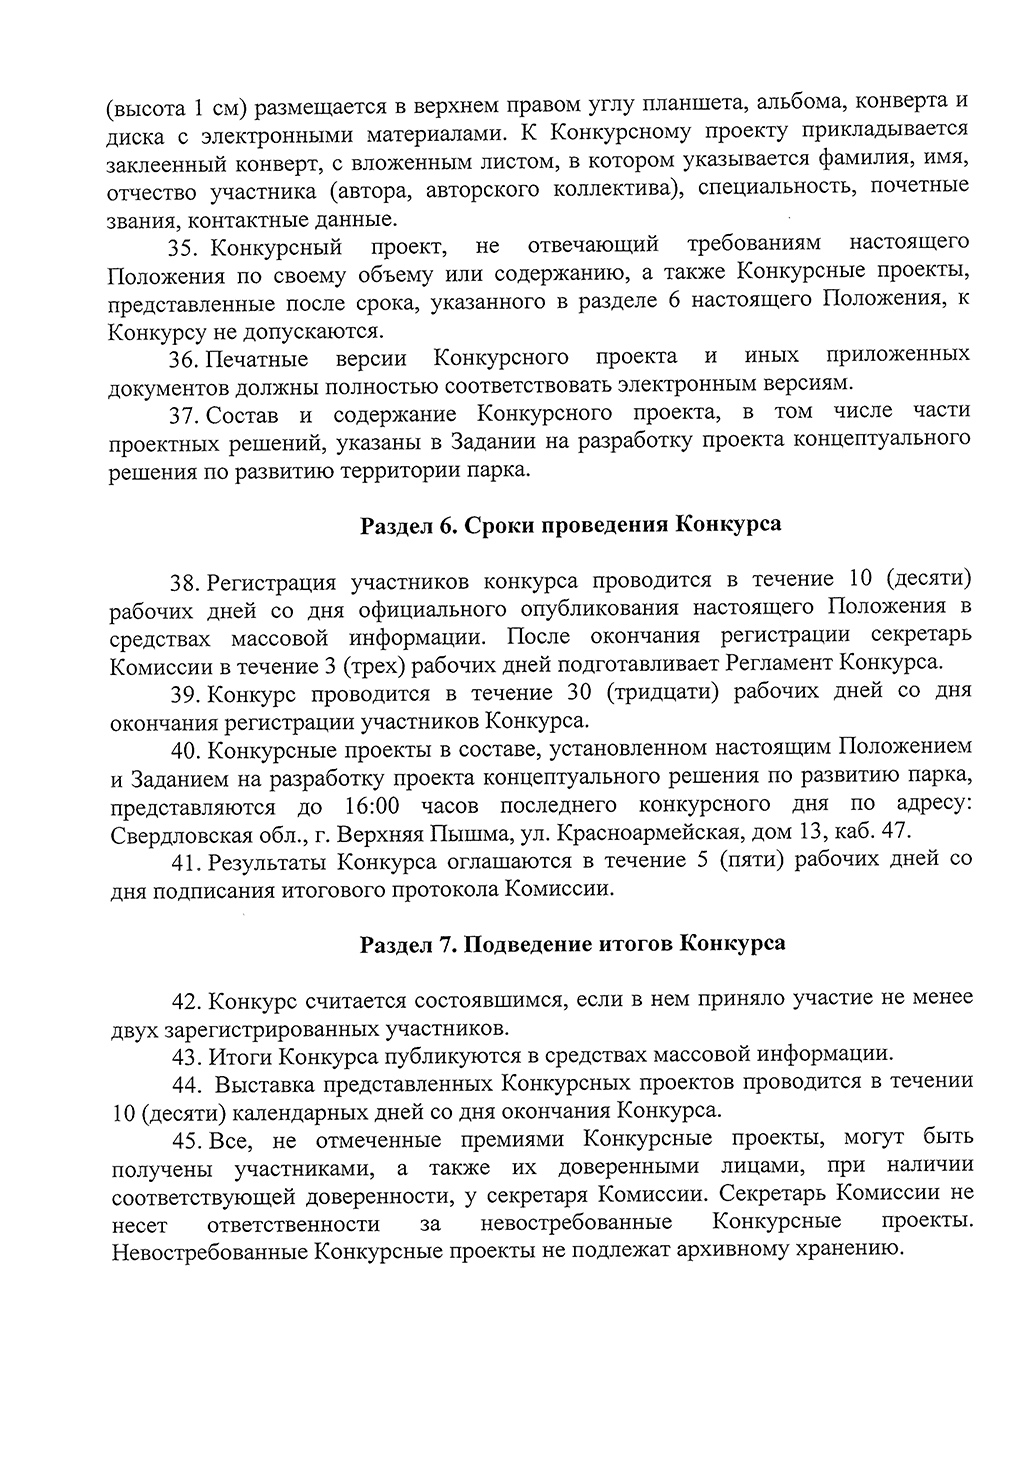 (высота 1 см) размещается в верхнем правом углу планшета, альбома, конверта и
диска с электронными материалами. К Конкурсному проекту прикладывается
заклеенный конверт, с вложенным листом, в котором указывается фамилия, имя,
отчество участника (автора, авторского коллектива), специальность, почетные
звания, контактные данные.
35. Конкурсный проект, не отвечающий требованиям настоящего
Положения по своему объему или содержанию, а также Конкурсные проекты,
представленные после срока, указанного в разделе 6 настоящего Положения, к
Конкурсу не допускаются.
36. Печатные версии Конкурсного проекта и иных приложенных
документов должны полностью соответствовать электронным версиям.
37. Состав и содержание Конкурсного проекта, в том числе части
проектных решений, указаны в Задании на разработку проекта концептуального
решения по развитию территории парка.
Раздел 6. Сроки проведения Конкурса
38. Регистрация участников конкурса проводится в течение 10 (десяти)
рабочих дней со дня официального опубликования настоящего Положения в
средствах массовой информации. После окончания регистрации секретарь
Комиссии в течение 3 (трех) рабочих дней подготавливает Регламент Конкурса.
39. Конкурс проводится в течение 30 (тридцати) рабочих дней со дня
окончания регистрации участников Конкурса.
40. Конкурсные проекты в составе, установленном настоящим Положением
и Заданием на разработку проекта концептуального решения по развитию парка,
представляются до 16:00 часов последнего конкурсного дня по адресу:
Свердловская обл., г. Верхняя Пышма, ул. Красноармейская, дом 13, каб. 47.
41. Результаты Конкурса оглашаются в течение 5 (пяти) рабочих дней со
дня подписания итогового протокола Комиссии.
Раздел 7. Подведение итогов Конкурса
42. Конкурс считается состоявшимся, если в нем приняло участие не менее
двух зарегистрированных участников.
43. Итоги Конкурса публикуются в средствах массовой информации.
44. Выставка представленных Конкурсных проектов проводится в течении
10 (десяти) календарных дней со дня окончания Конкурса.
45. Все, не отмеченные премиями Конкурсные проекты, могут быть
получены участниками, а также их доверенными лицами, при наличии
соответствующей доверенности, у секретаря Комиссии. Секретарь Комиссии не
несет ответственности за невостребованные Конкурсные проекты.
Невостребованные Конкурсные проекты не подлежат архивному хранению.